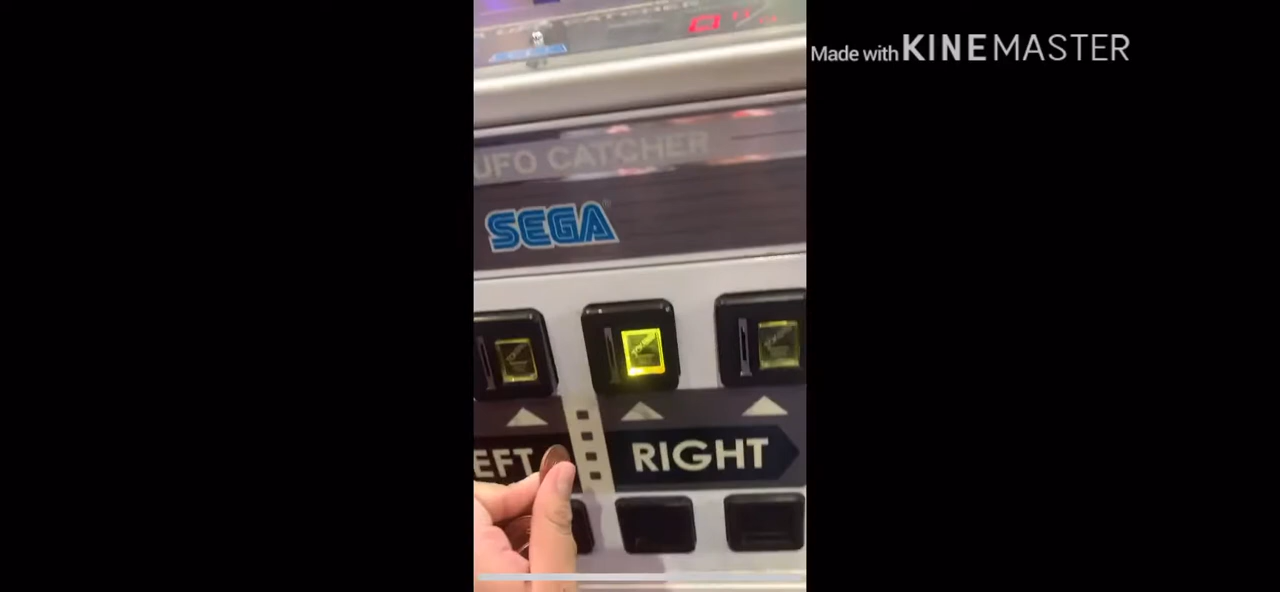 Made with KINEMASTER
UFO CATCHER
SEGA
EFT
RIGHT